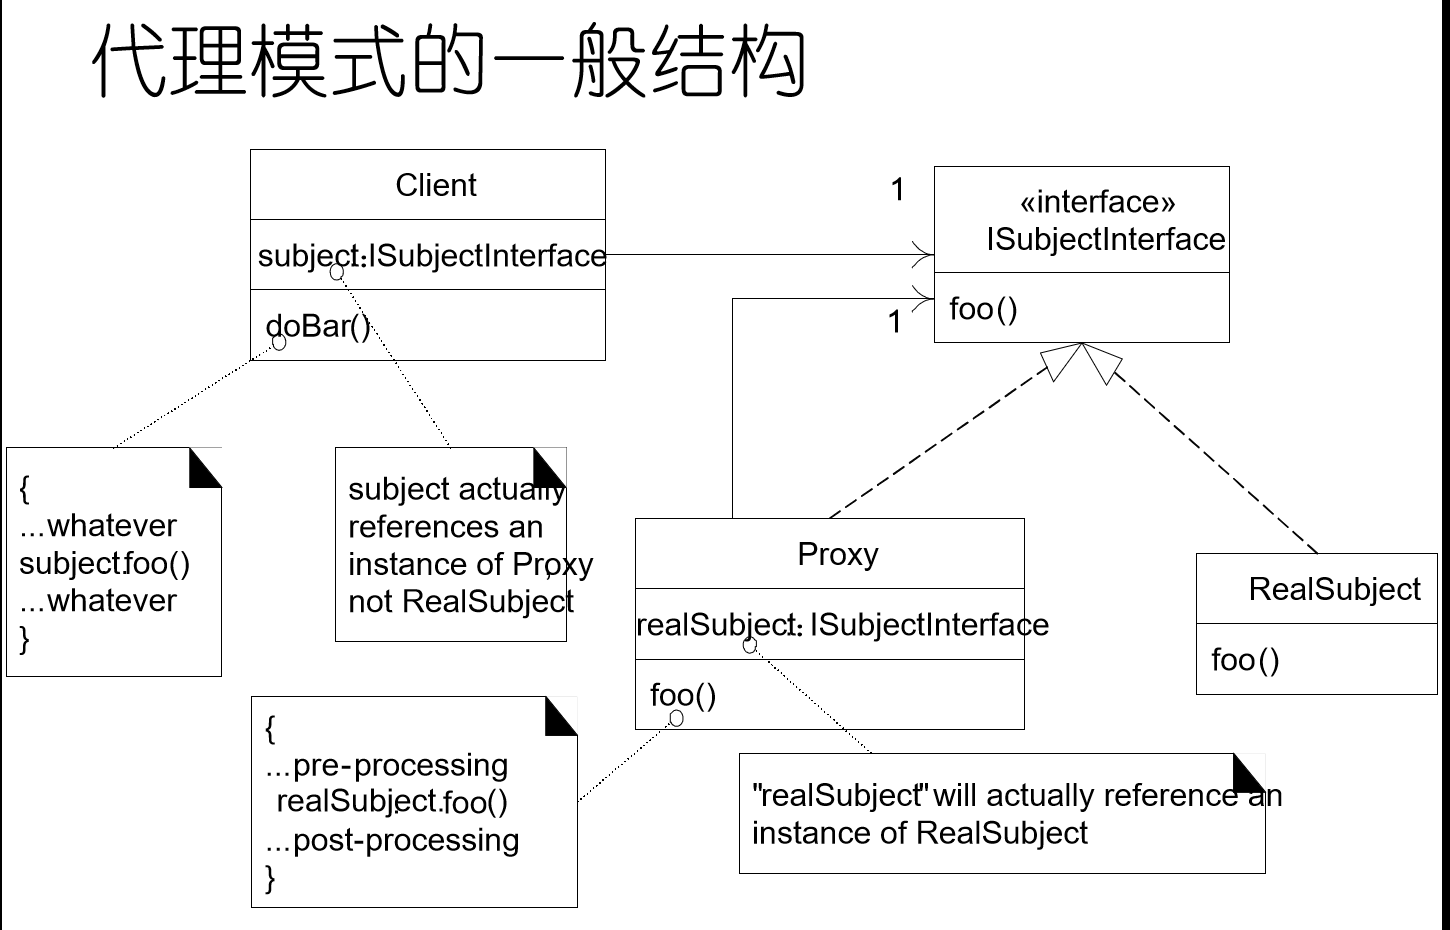 代理模式的一般结构
Client
subject:ISubjectInterface
doBar()
1
«interface»
ISubjectInterface
foo()
1
{
...whatever
subject.foo()
...whatever
}
subject actually
references an
instance of Proxy,
not RealSubject
Proxy
realSubject: ISubjectInterface
foo()
RealSubject
foo()
{
...pre-processing
realSubject.foo()
...post-processing
}
"realSubject" will actually reference an
instance of RealSubject